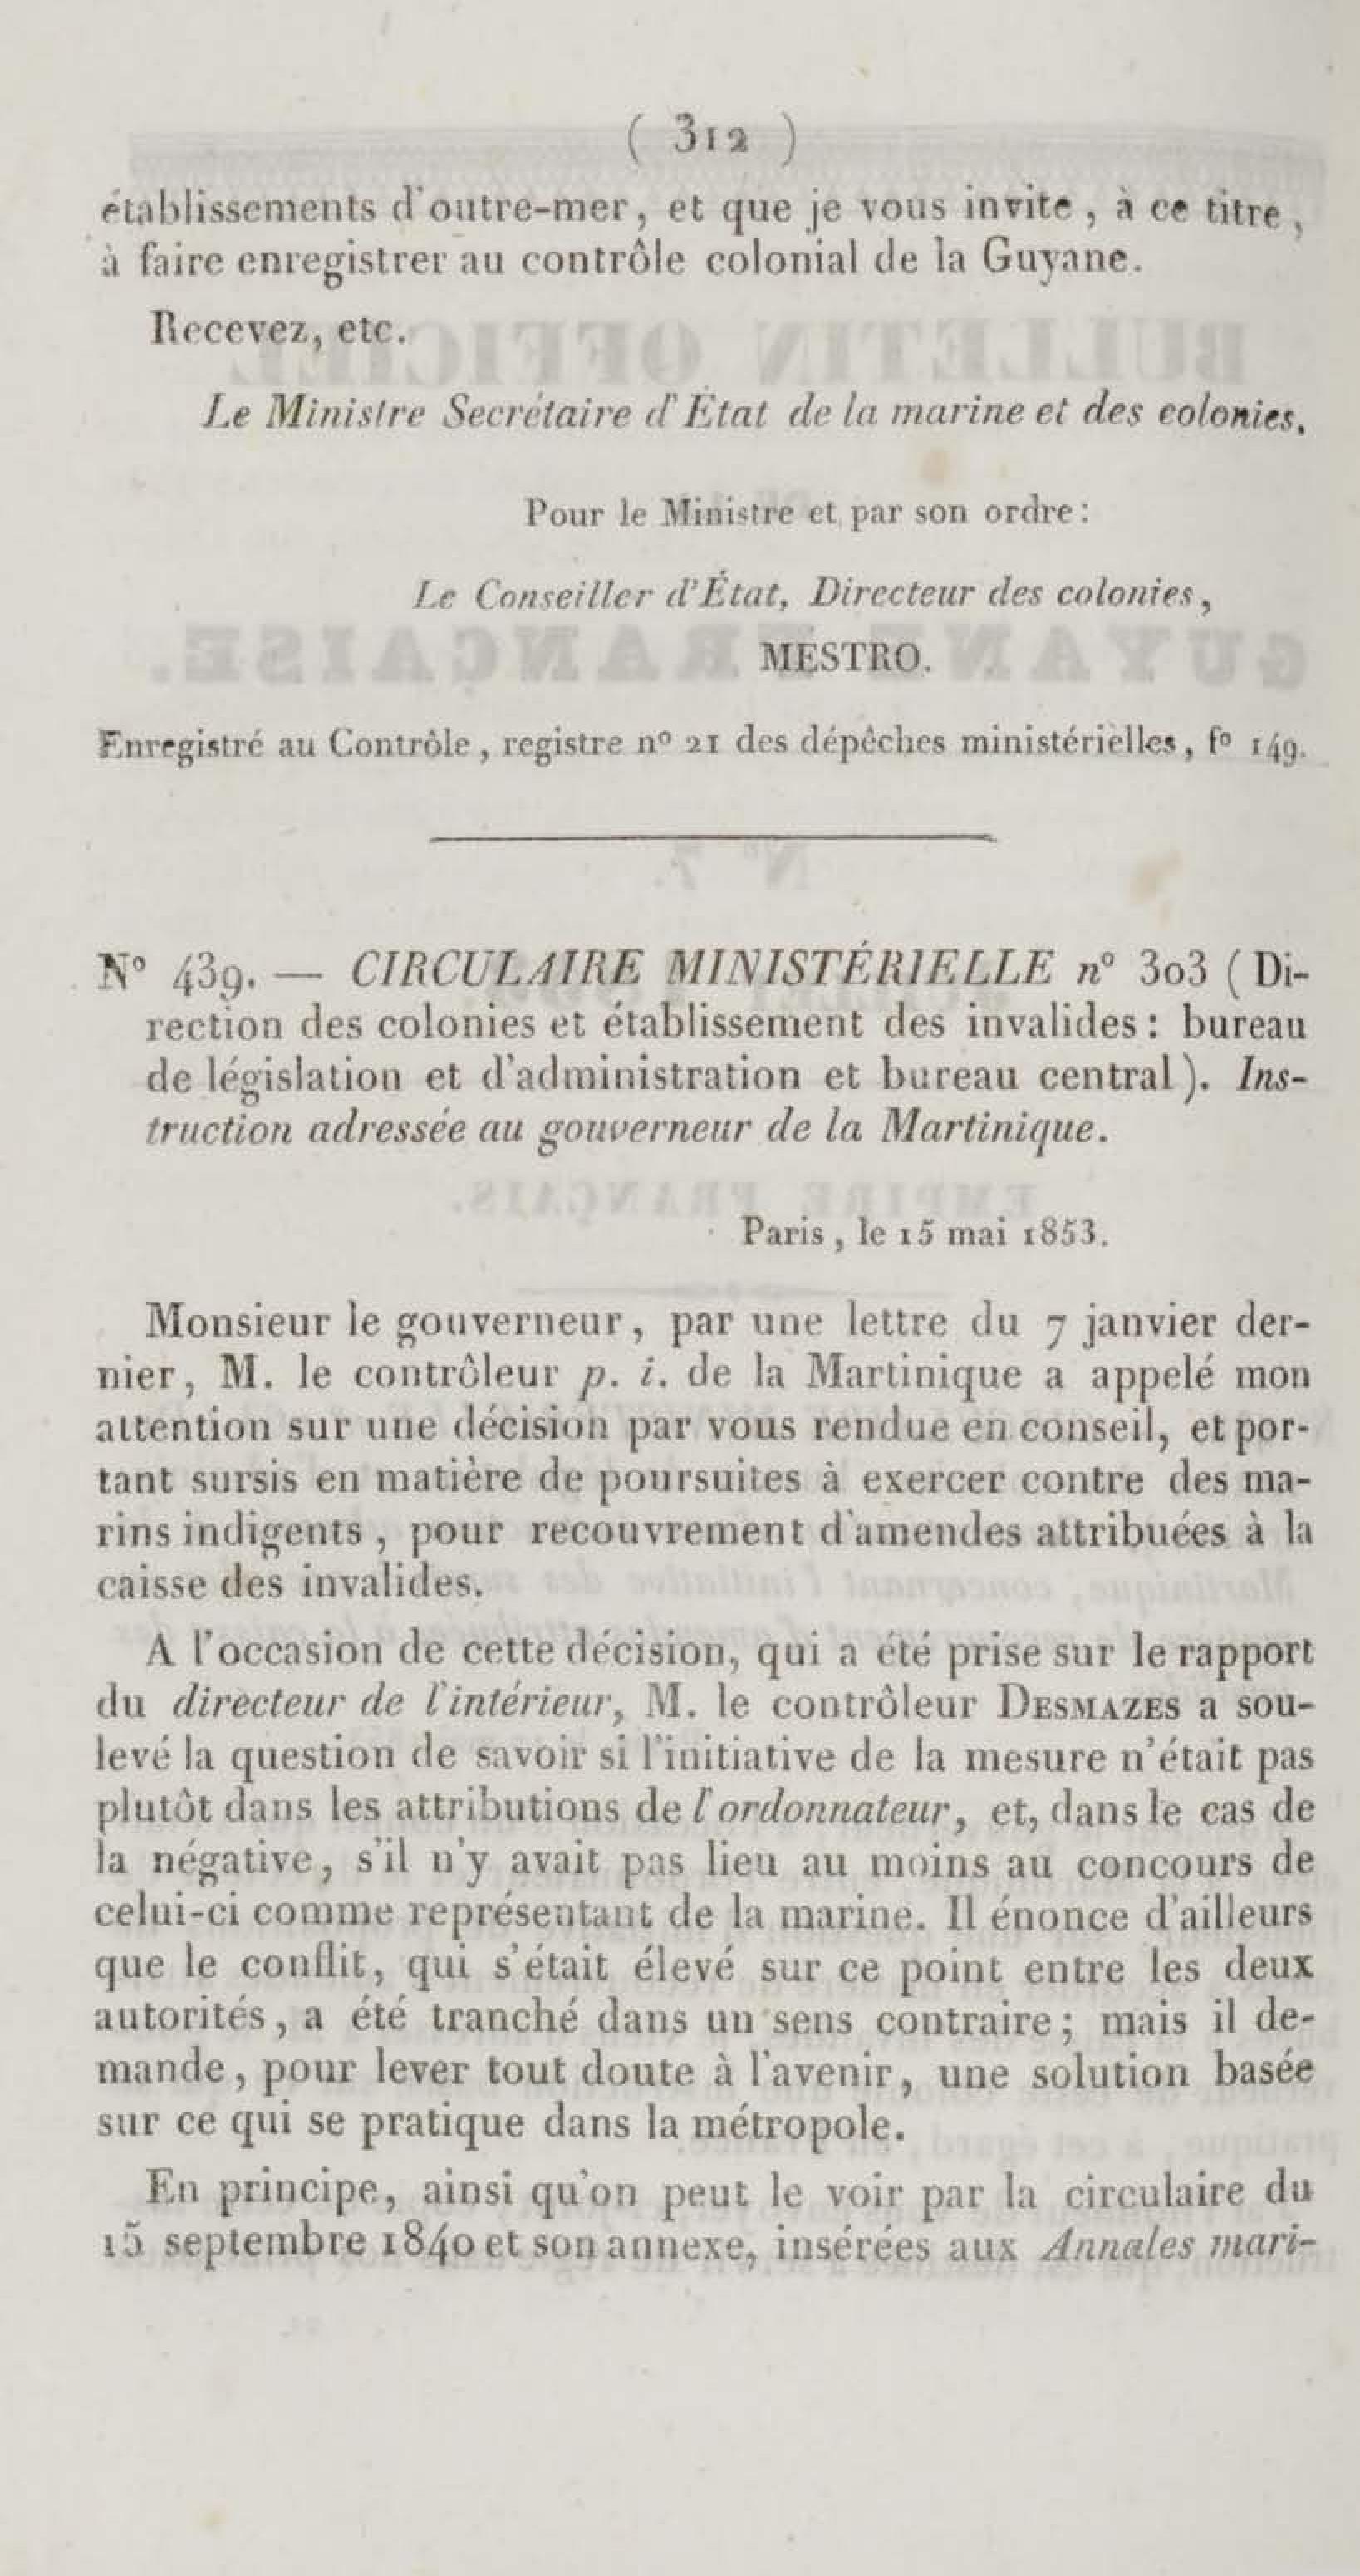 ( 312 )
établissements d'outre-mer, et que je vous invite, à ce titre,
à faire enregistrer au contrôle colonial de la Guyane.
Recevez, etc.
Le Ministre Secrétaire d'État de la marine et des colonies,
Pour le Ministre et par son ordre:
Le Conseiller d'État, Directeur des colonies,
MESTRO.
Enregistré au Contrôle, registre nº 21 des dépêches ministérielles, fº 149.
Nº 439. — CIRCULAIRE MINISTÉRIELLE nº 303 (Di-
rection des colonies et établissement des invalides: bureau
de législation et d'administration et bureau central). Ins-
truction adressée au gouverneur de la Martinique.
Paris, le 15 mai 1853.
Monsieur le gouverneur, par une lettre du 7 janvier der-
nier, M. le contrôleur p. i. de la Martinique a appelé mon
attention sur une décision par vous rendue en conseil, et por-
tant sursis en matière de poursuites à exercer contre des ma-
rins indigents, pour recouvrement d'amendes attribuées à la
caisse des invalides.
A l'occasion de cette décision, qui a été prise sur le rapport
du directeur de l'intérieur, M. le contrôleur DESMAZES a sou-
levé la question de savoir si l'initiative de la mesure n'était pas
plutôt dans les attributions de l'ordonnateur, et, dans le cas de
la négative, s'il n'y avait pas lieu au moins au concours de
celui-ci comme représentant de la marine. Il énonce d'ailleurs
que le conflit, qui s'était élevé sur ce point entre les deux
autorités, a été tranché dans un sens contraire; mais il de-
mande, pour lever tout doute à l'avenir, une solution basée
sur ce qui se pratique dans la métropole.
En principe, ainsi qu'on peut le voir par la circulaire du
15 septembre 1840 et son annexe, insérées aux Annales mari-